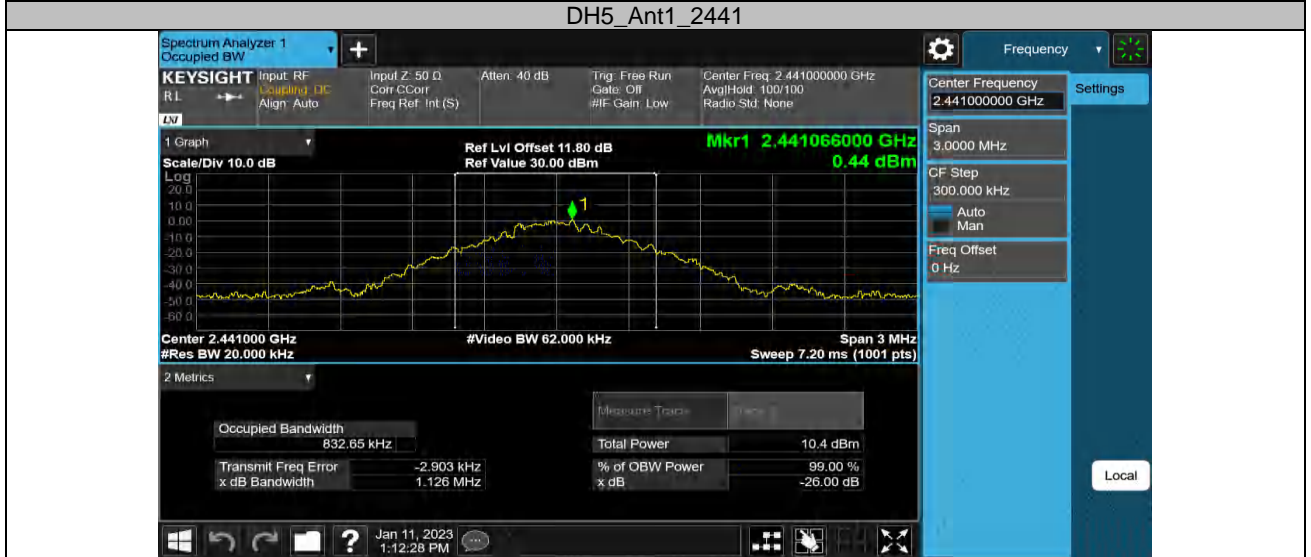 DH5_Ant1_2441
Spectrum Analyzer 1
Occupied BW
Frequency
KEYSIGHT
RL
LXI
Input: RF
Coupling: DC
Align: Auto
Input Z: 50 Ω
Corr CCorr
Freq Ref: Int (S)
Atten: 40 dB
Trig: Free Run
Gate: Off
#IF Gain: Low
Center Freq: 2.441000000 GHz
Avg|Hold: 100/100
Radio Std: None
Center Frequency
2.441000000 GHz
Settings
Span
3.0000 MHz
CF Step
300.000 kHz
Auto
Man
Freq Offset
0 Hz
1 Graph
Scale/Div 10.0 dB
Ref Lvl Offset 11.80 dB
Ref Value 30.00 dBm
Mkr1 2.441066000 GHz
0.44 dBm
Log
20.0
10.0
0.00
-10.0
-20.0
-30.0
-40.0
-50.0
-60.0
1
Center 2.441000 GHz
#Res BW 20.000 kHz
#Video BW 62.000 kHz
Span 3 MHz
Sweep 7.20 ms (1001 pts)
2 Metrics
Measure Trace
Occupied Bandwidth
832.65 kHz
Total Power 10.4 dBm
Transmit Freq Error -2.903 kHz
% of OBW Power 99.00 %
x dB Bandwidth 1.126 MHz
x dB -26.00 dB
Local
Jan 11, 2023
1:12:28 PM